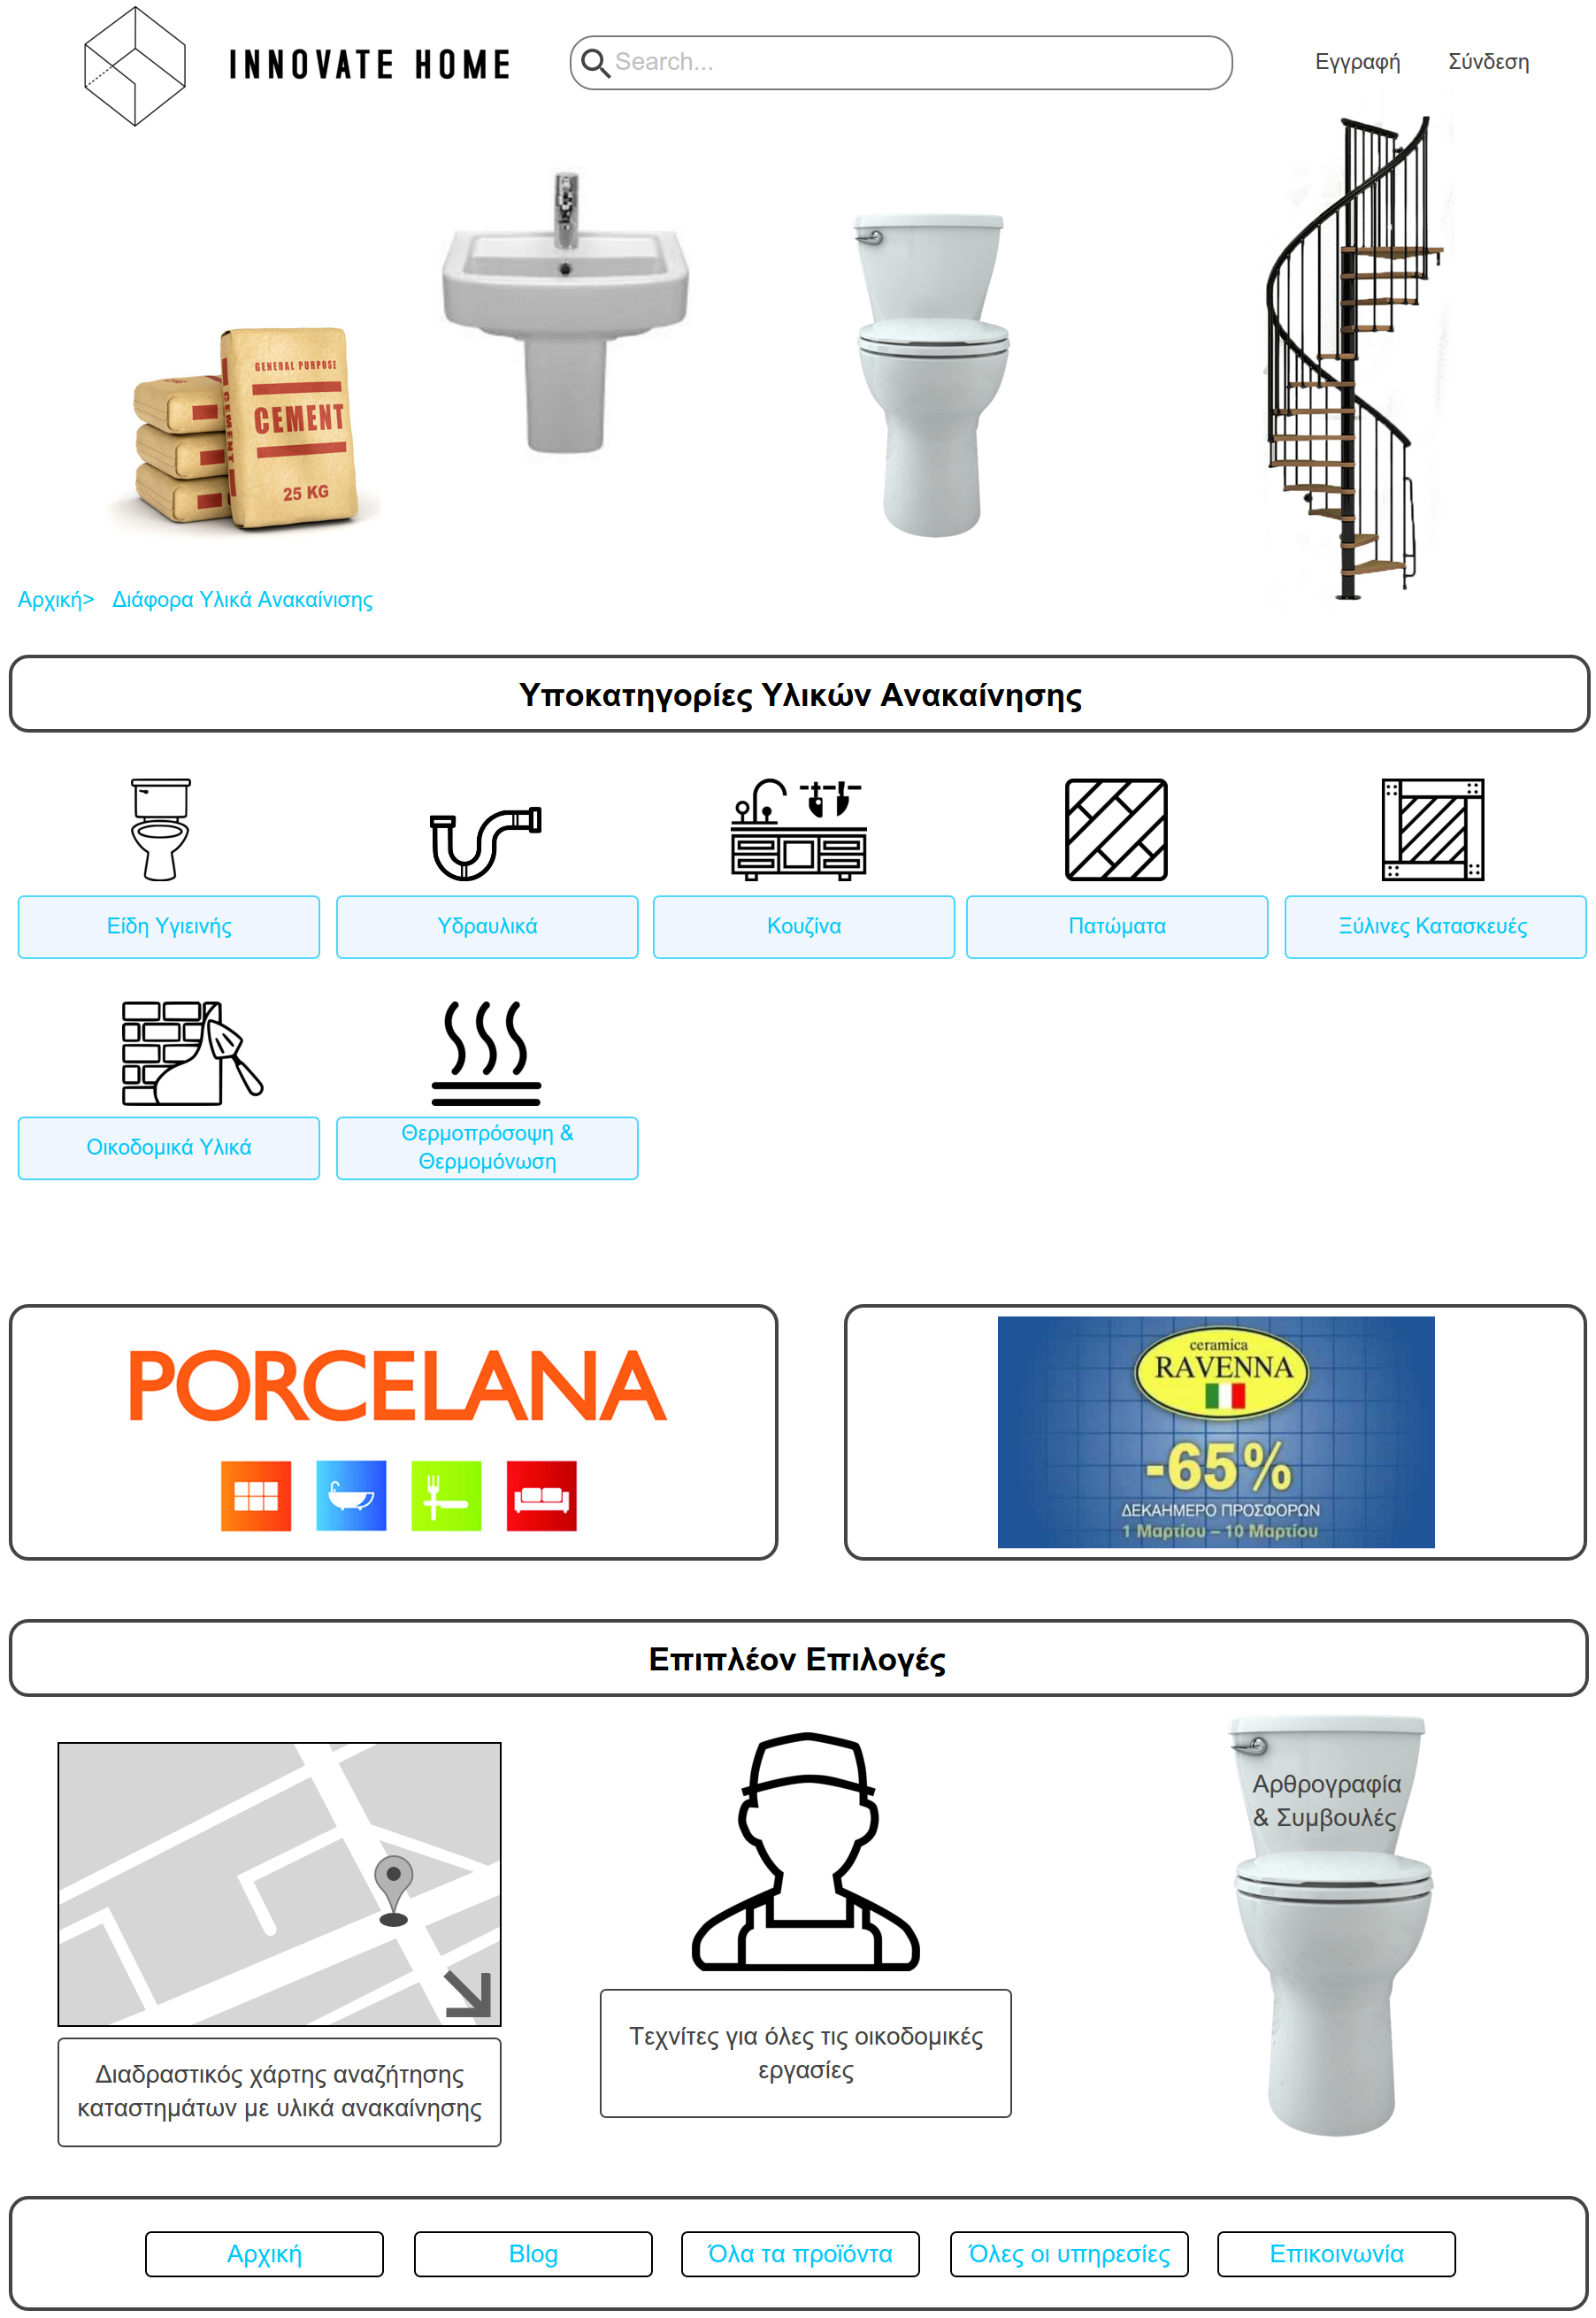 INNOVATE HOME
Search...
Εγγραφή
Σύνδεση
GENERAL PURPOSE
CEMENT
25 KG
CEMENT
Αρχική> Διάφορα Υλικά Ανακαίνισης
Υποκατηγορίες Υλικών Ανακαίνησης
Είδη Υγιεινής
Υδραυλικά
Κουζίνα
Πατώματα
Ξύλινες Κατασκευές
Οικοδομικά Υλικά
Θερμοπρόσοψη &
Θερμομόνωση
PORCELANA
ceramica
RAVENNA
-65%
ΔΕΚΑΗΜΕΡΟ ΠΡΟΣΦΟΡΩΝ
1 Μαρτίου – 10 Μαρτίου
Επιπλέον Επιλογές
Αρθρογραφία
& Συμβουλές
Διαδραστικός χάρτης αναζήτησης
καταστημάτων με υλικά ανακαίνησης
Τεχνίτες για όλες τις οικοδομικές
εργασίες
Αρχική
Blog
Όλα τα προϊόντα
Όλες οι υπηρεσίες
Επικοινωνία